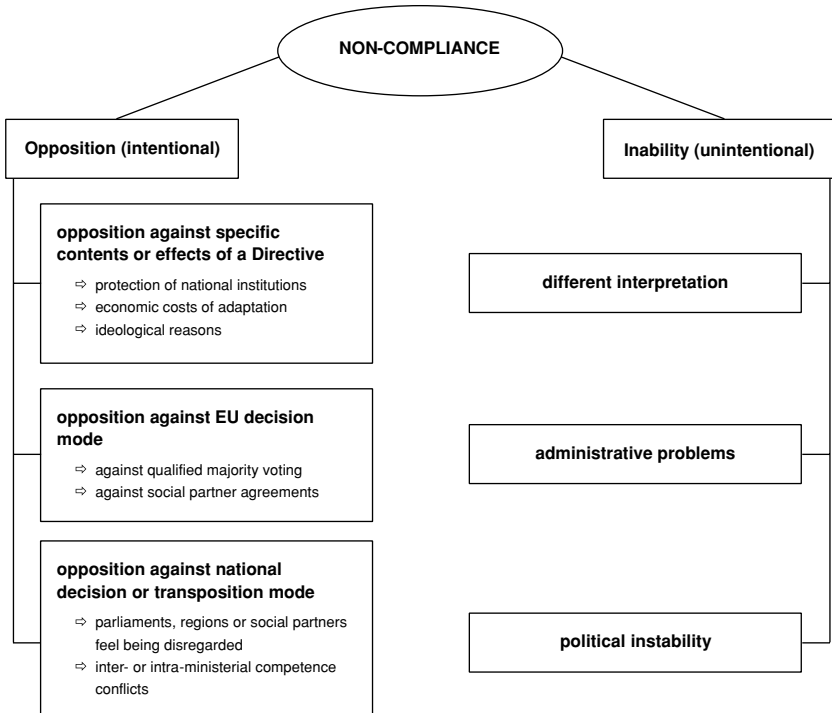 NON-COMPLIANCE
Opposition (intentional)
Inability (unintentional)
opposition against specific
contents or effects of a Directive
⇨ protection of national institutions
⇨ economic costs of adaptation
⇨ ideological reasons
different interpretation
opposition against EU decision
mode
⇨ against qualified majority voting
⇨ against social partner agreements
administrative problems
opposition against national
decision or transposition mode
⇨ parliaments, regions or social partners
feel being disregarded
⇨ inter- or intra-ministerial competence
conflicts
political instability